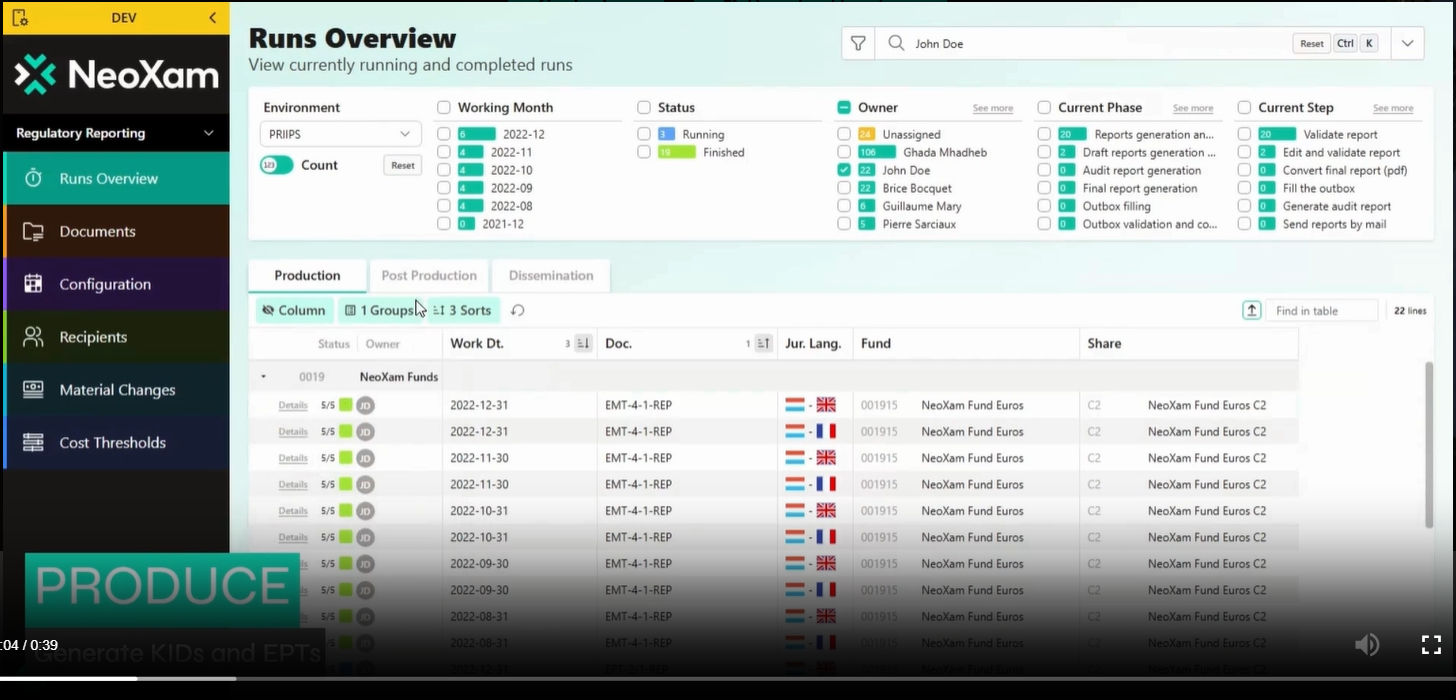 DEV
NeoXam
Regulatory Reporting
Runs Overview
Documents
Configuration
Recipients
Material Changes
Cost Thresholds
Runs Overview
View currently running and completed runs
John Doe Reset Ctrl K
Environment
PRIIPS
123 Count Reset
Working Month
6 2022-12
4 2022-11
4 2022-10
4 2022-09
4 2022-08
0 2021-12
Status
3 Running
19 Finished
Owner See more
24 Unassigned
106 Ghada Mhadheb
22 John Doe
22 Brice Bocquet
6 Guillaume Mary
5 Pierre Sarciaux
Current Phase See more
20 Reports generation an...
2 Draft reports generation ...
0 Audit report generation
0 Final report generation
0 Outbox filling
0 Outbox validation and co...
Current Step See more
20 Validate report
2 Edit and validate report
0 Convert final report (pdf)
0 Fill the outbox
0 Generate audit report
0 Send reports by mail
Production Post Production Dissemination
Column 1 Groups 3 Sorts Find in table 22 lines
Status Owner Work Dt. 3 Doc. 1 Jur. Lang. Fund Share
0019 NeoXam Funds
Details 5/5 JD 2022-12-31 EMT-4-1-REP - 001915 NeoXam Fund Euros C2 NeoXam Fund Euros C2
Details 5/5 JD 2022-12-31 EMT-4-1-REP - 001915 NeoXam Fund Euros C2 NeoXam Fund Euros C2
Details 5/5 JD 2022-11-30 EMT-4-1-REP - 001915 NeoXam Fund Euros C2 NeoXam Fund Euros C2
Details 5/5 JD 2022-11-30 EMT-4-1-REP - 001915 NeoXam Fund Euros C2 NeoXam Fund Euros C2
Details 5/5 JD 2022-10-31 EMT-4-1-REP - 001915 NeoXam Fund Euros C2 NeoXam Fund Euros C2
Details 5/5 JD 2022-10-31 EMT-4-1-REP - 001915 NeoXam Fund Euros C2 NeoXam Fund Euros C2
5/5 JD 2022-09-30 EMT-4-1-REP - 001915 NeoXam Fund Euros C2 NeoXam Fund Euros C2
5/5 JD 2022-09-30 EMT-4-1-REP - 001915 NeoXam Fund Euros C2 NeoXam Fund Euros C2
5/5 JD 2022-08-31 EMT-4-1-REP - 001915 NeoXam Fund Euros C2 NeoXam Fund Euros C2
JD 2022-08-31 EMT-4-1-REP - 001915 NeoXam Fund Euros C2 NeoXam Fund Euros C2
PRODUCE
Generate KIDs and EPTs
:04 / 0:39